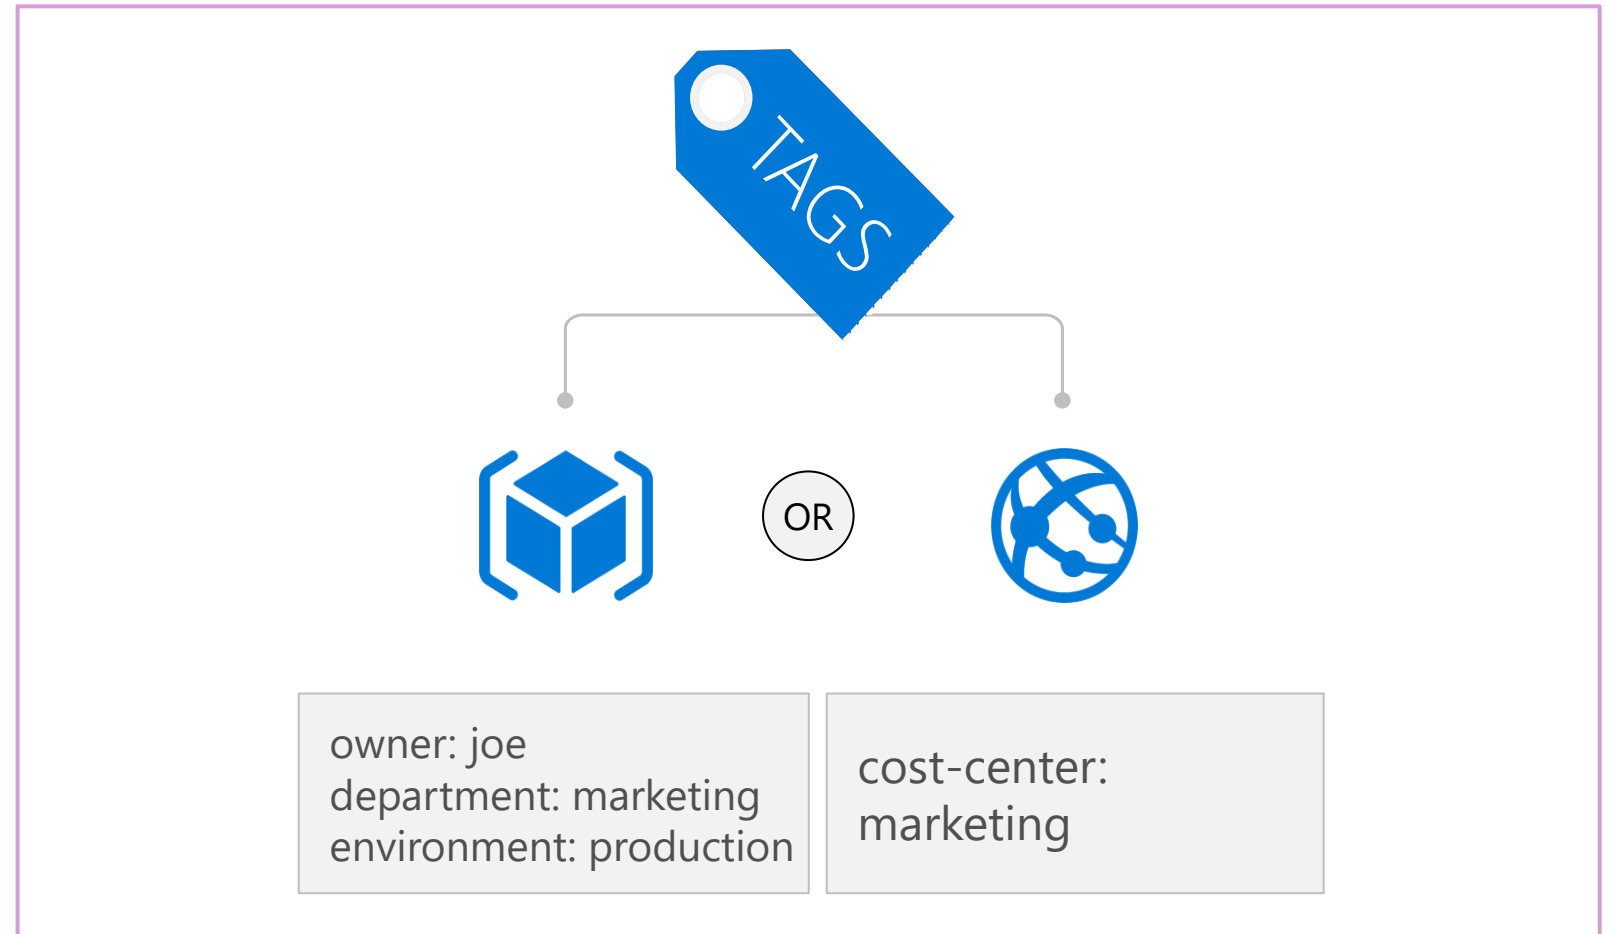 TAGS
OR
owner: joe
department: marketing
environment: production
cost-center:
marketing